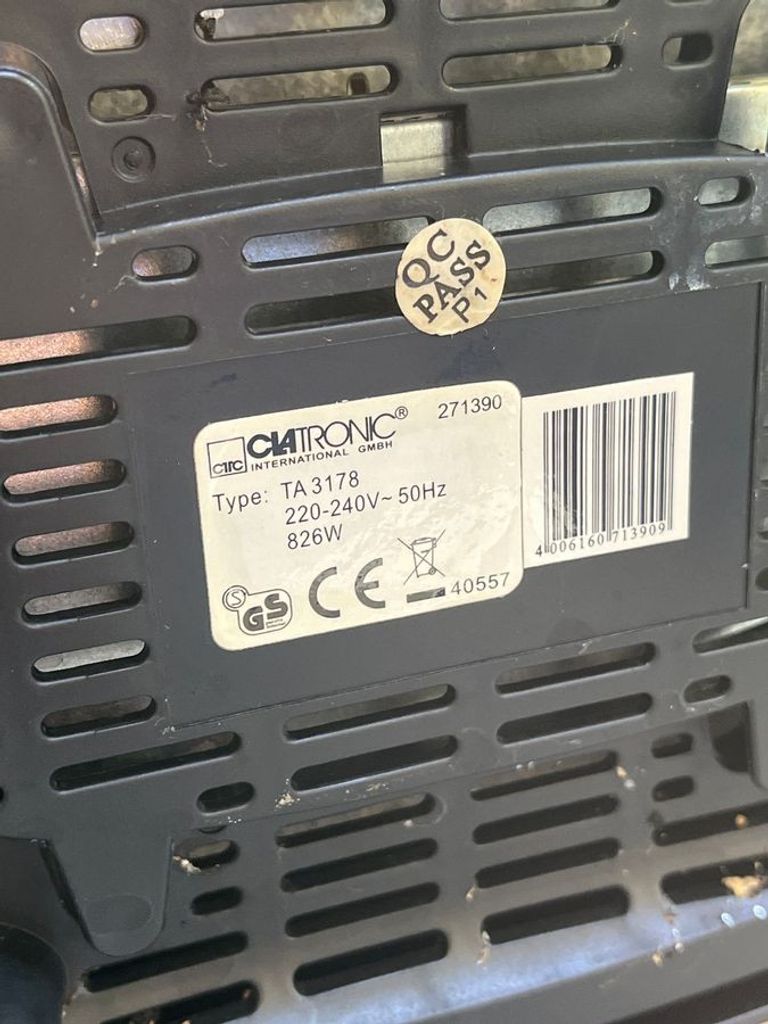 QC
PASS
P1
CTC CLATRONIC® 271390
INTERNATIONAL GMBH
Type: TA 3178
220-240V~ 50Hz
826W
S GS CE 40557
4 006160 713909